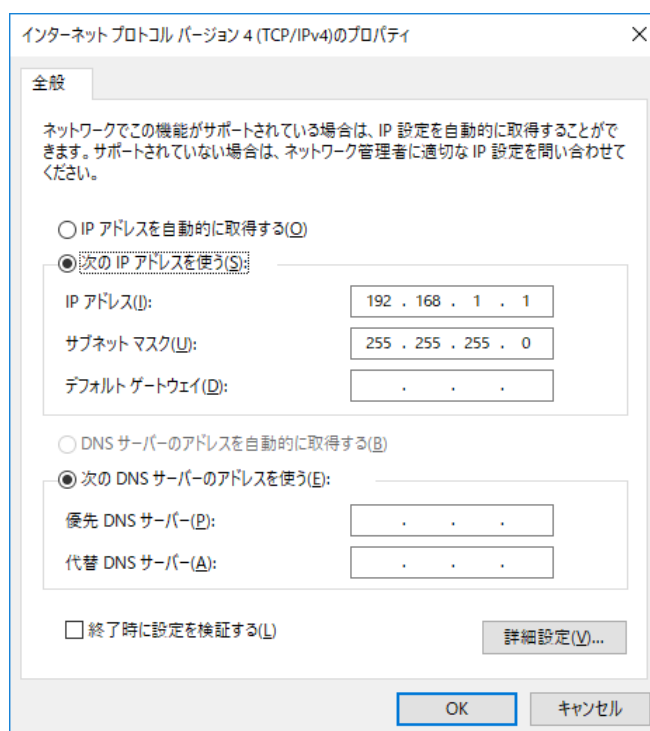 インターネット プロトコル バージョン 4 (TCP/IPv4)のプロパティ
全般
ネットワークでこの機能がサポートされている場合は、IP 設定を自動的に取得することがで
きます。サポートされていない場合は、ネットワーク管理者に適切な IP 設定を問い合わせて
ください。
IP アドレスを自動的に取得する(O)
次の IP アドレスを使う(S):
IP アドレス(I): 192 . 168 . 1 . 1
サブネット マスク(U): 255 . 255 . 255 . 0
デフォルト ゲートウェイ(D): . . .
DNS サーバーのアドレスを自動的に取得する(B)
次の DNS サーバーのアドレスを使う(E):
優先 DNS サーバー(P): . . .
代替 DNS サーバー(A): . . .
終了時に設定を検証する(L)
詳細設定(V)...
OK キャンセル